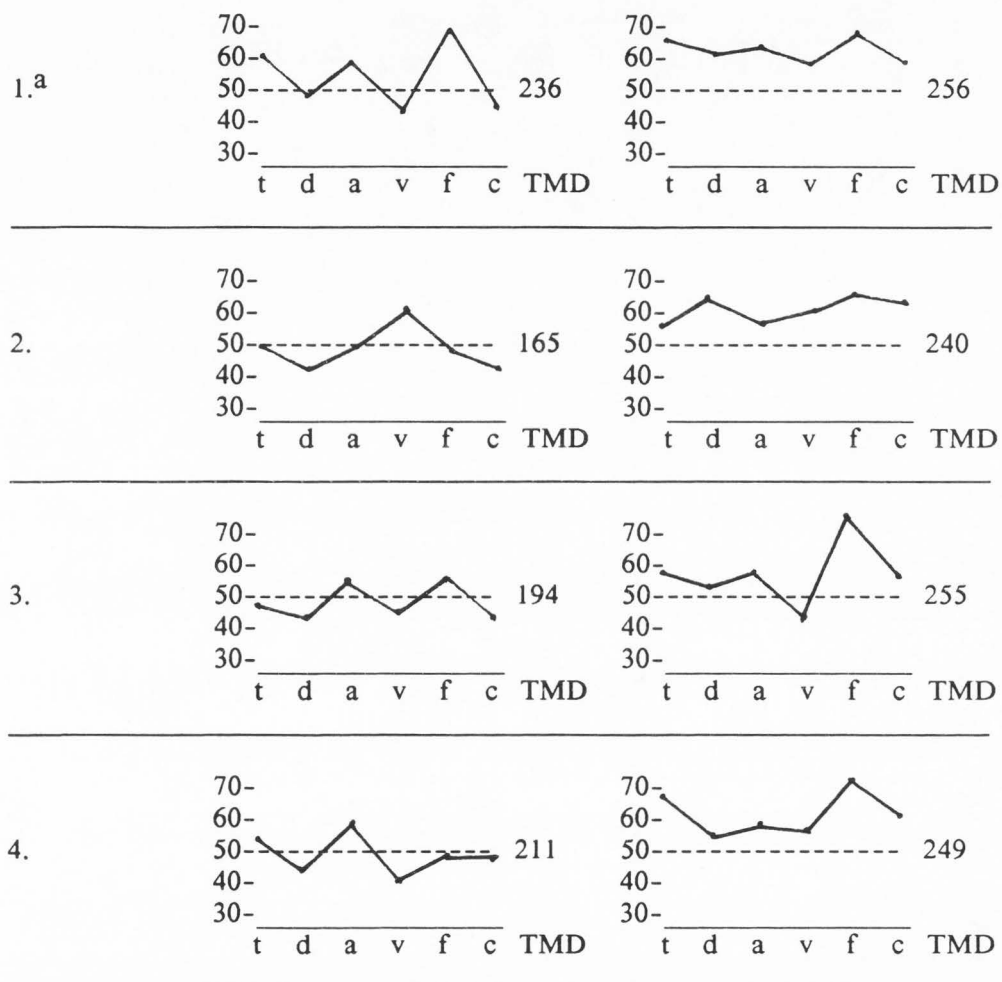 70- 70-
60- 60-
1.a 50- 236 50- 256
40- 40-
30- 30-
t d a v f c TMD t d a v f c TMD
70- 70-
60- 60-
2. 50- 165 50- 240
40- 40-
30- 30-
t d a v f c TMD t d a v f c TMD
70- 70-
60- 60-
3. 50- 194 50- 255
40- 40-
30- 30-
t d a v f c TMD t d a v f c TMD
70- 70-
60- 60-
4. 50- 211 50- 249
40- 40-
30- 30-
t d a v f c TMD t d a v f c TMD